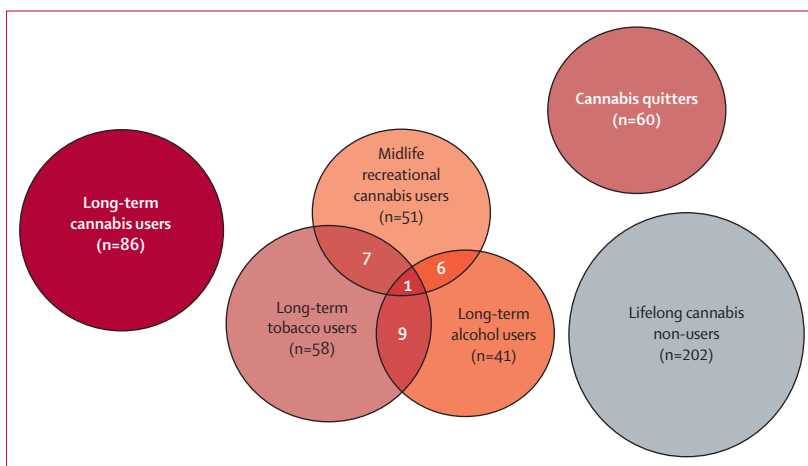 Cannabis quitters
(n=60)
Midlife
recreational
cannabis users
(n=51)
Long-term
cannabis users
(n=86)
7
6
1
Long-term
tobacco users
(n=58)
9
Long-term
alcohol users
(n=41)
Lifelong cannabis
non-users
(n=202)